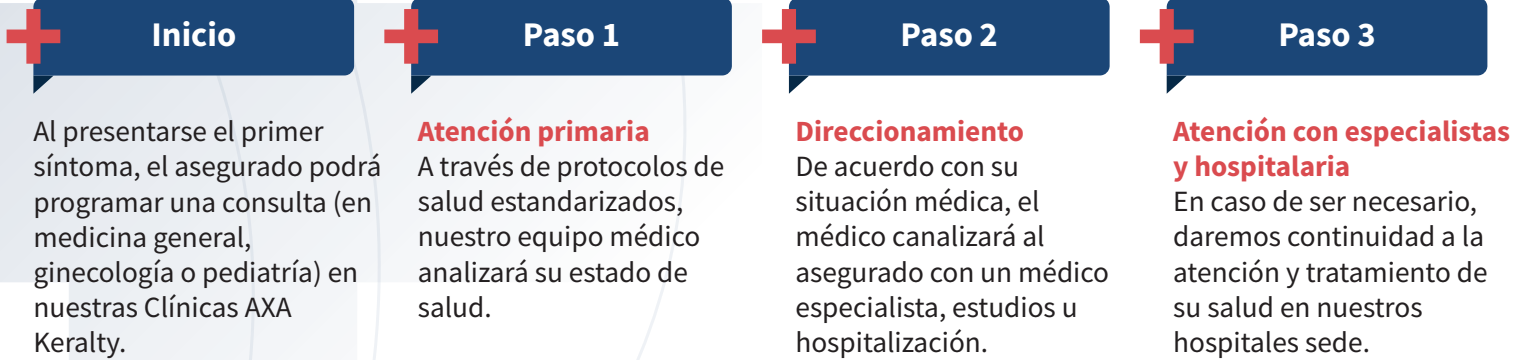 Inicio
Al presentarse el primer
síntoma, el asegurado podrá
programar una consulta (en
medicina general,
ginecología o pediatría) en
nuestras Clínicas AXA
Keralty.
Paso 1
Atención primaria
A través de protocolos de
salud estandarizados,
nuestro equipo médico
analizará su estado de
salud.
Paso 2
Direccionamiento
De acuerdo con su
situación médica, el
médico canalizará al
asegurado con un médico
especialista, estudios u
hospitalización.
Paso 3
Atención con especialistas
y hospitalaria
En caso de ser necesario,
daremos continuidad a la
atención y tratamiento de
su salud en nuestros
hospitales sede.